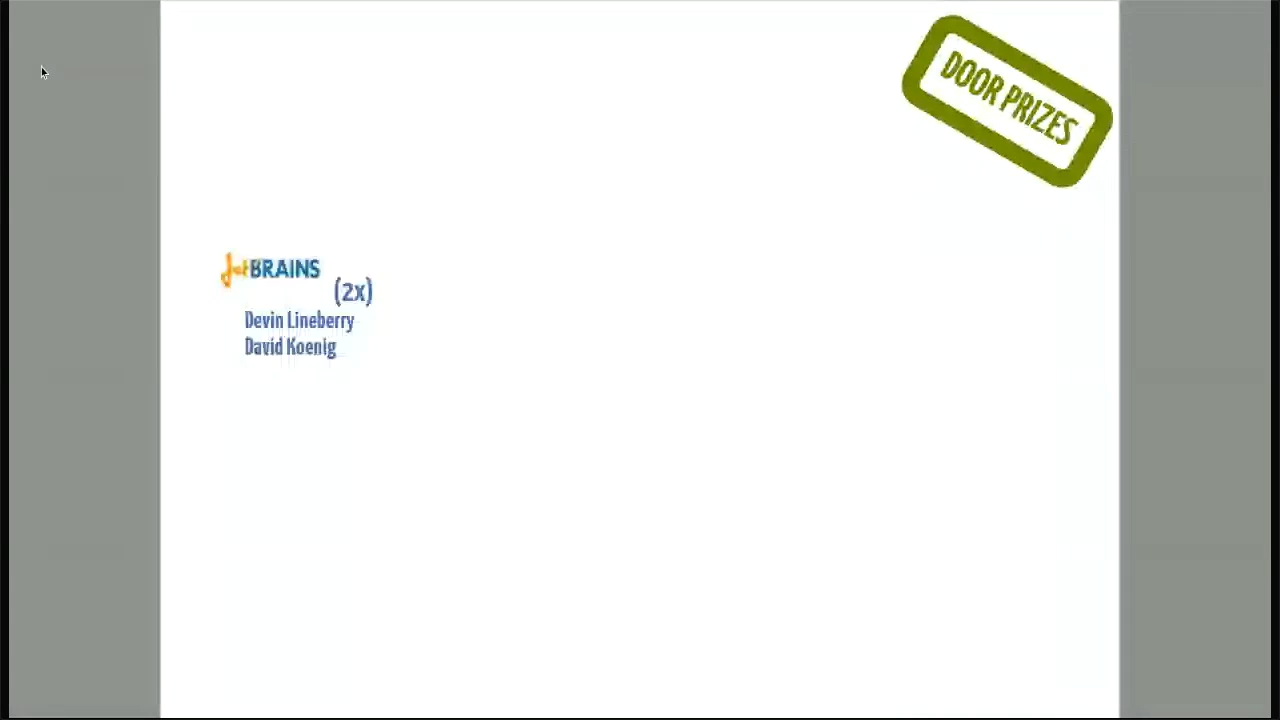 DOOR PRIZES
JetBRAINS
(2x)
Devin Lineberry
David Koenig